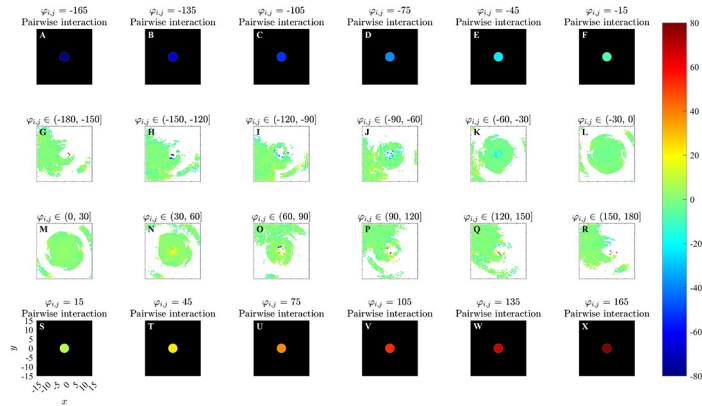 φi,j = -165 φi,j = -135 φi,j = -105 φi,j = -75 φi,j = -45 φi,j = -15
Pairwise interaction Pairwise interaction Pairwise interaction Pairwise interaction Pairwise interaction Pairwise interaction
A B C D E F
φi,j ∈ (-180, -150] φi,j ∈ (-150, -120] φi,j ∈ (-120, -90] φi,j ∈ (-90, -60] φi,j ∈ (-60, -30] φi,j ∈ (-30, 0]
G H I J K L
φi,j ∈ (0, 30] φi,j ∈ (30, 60] φi,j ∈ (60, 90] φi,j ∈ (90, 120] φi,j ∈ (120, 150] φi,j ∈ (150, 180]
M N O P Q R
φi,j = 15 φi,j = 45 φi,j = 75 φi,j = 105 φi,j = 135 φi,j = 165
Pairwise interaction Pairwise interaction Pairwise interaction Pairwise interaction Pairwise interaction Pairwise interaction
S T U V W X
15
10
5
0
-5
-10
-15
y
-15 -10 -5 0 5 10 15
x
80
60
40
20
0
-20
-40
-60
-80